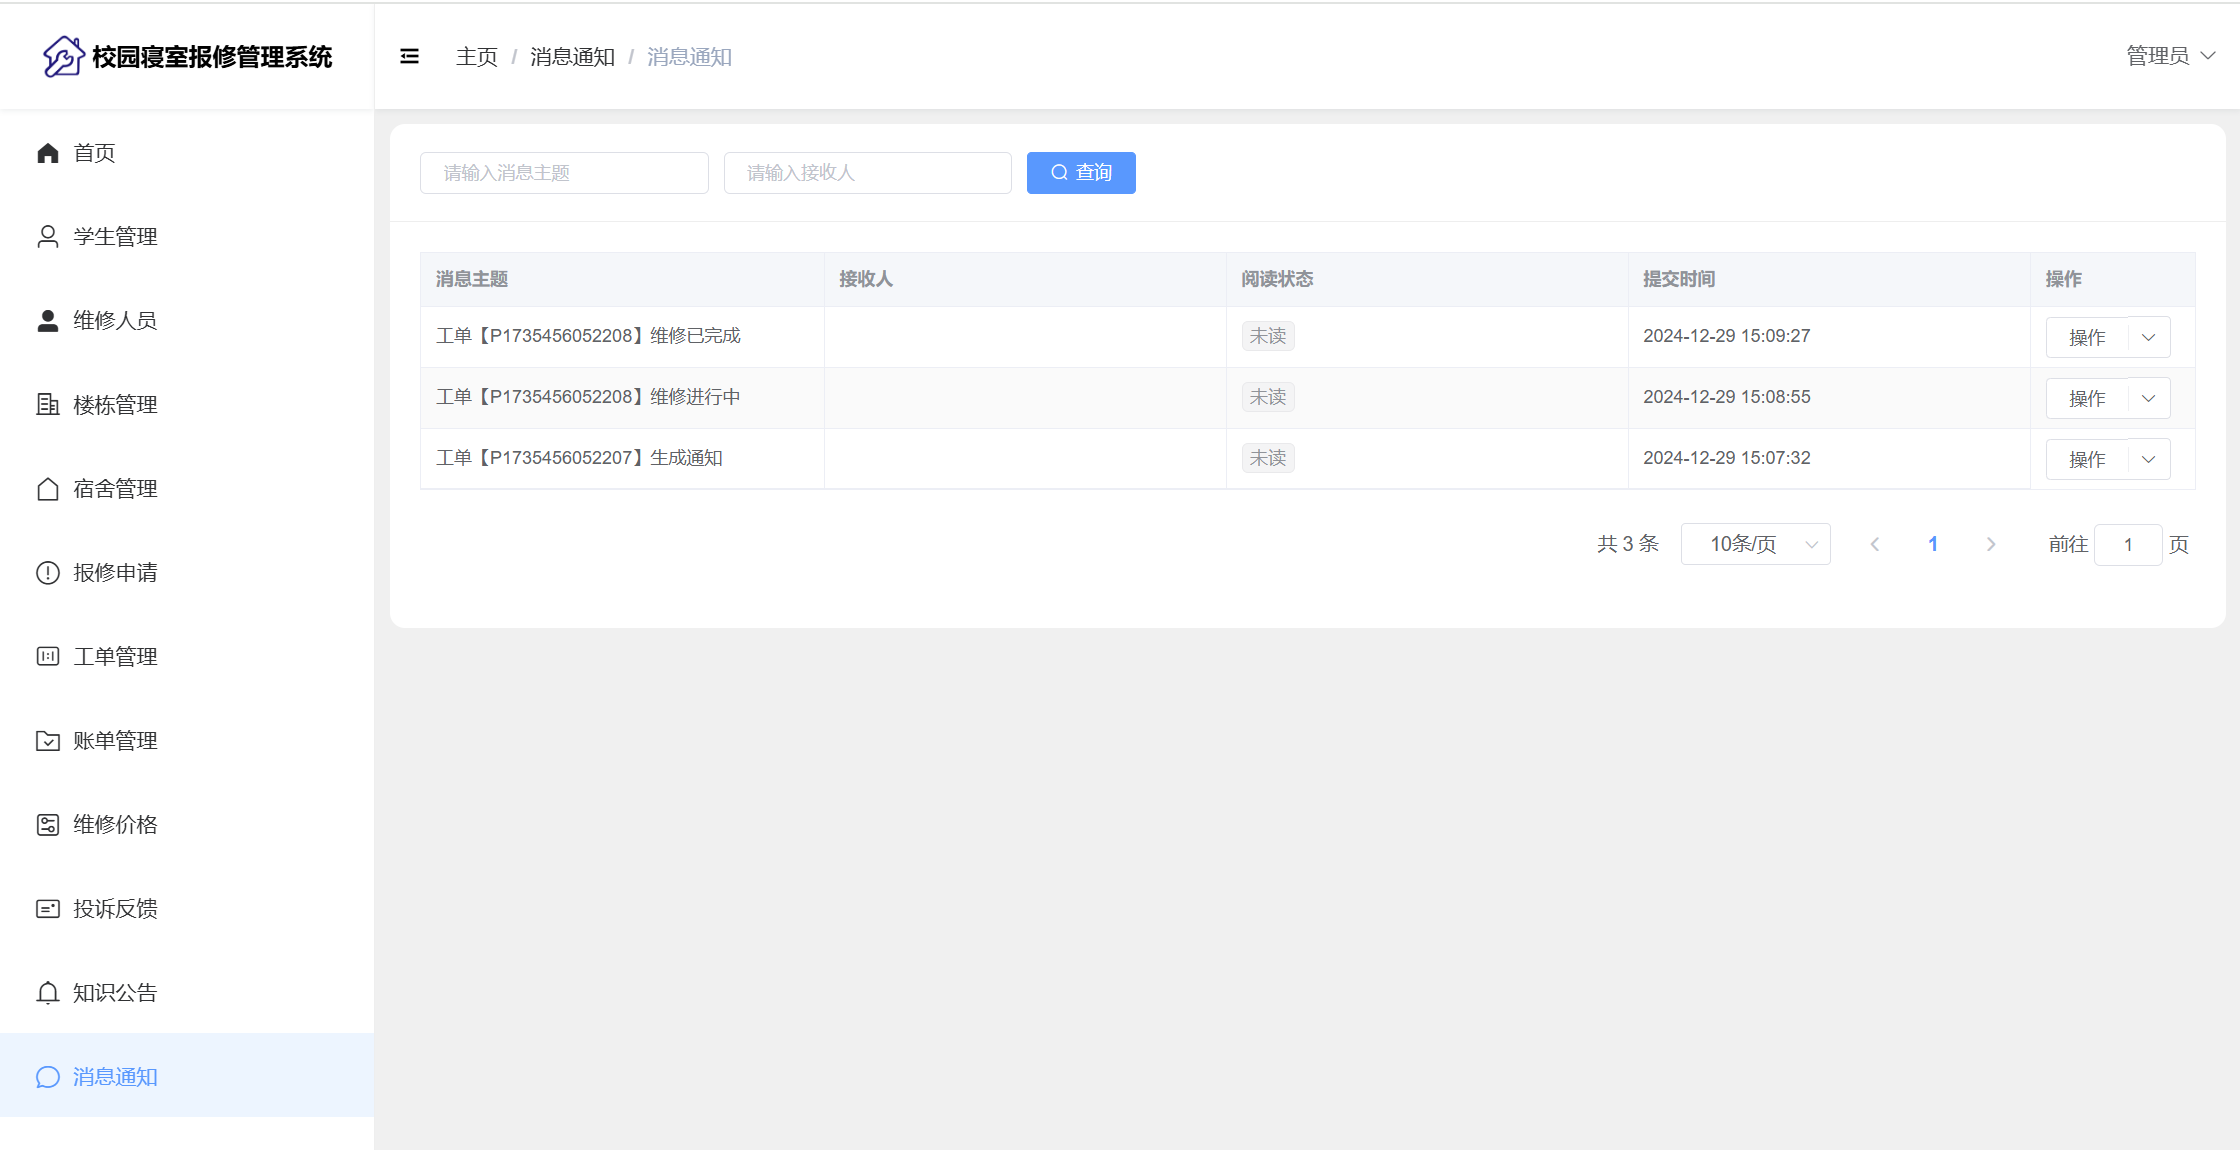 校园寝室报修管理系统
主页 / 消息通知 / 消息通知
管理员
首页
学生管理
维修人员
楼栋管理
宿舍管理
报修申请
工单管理
账单管理
维修价格
投诉反馈
知识公告
消息通知
请输入消息主题 请输入接收人 查询
消息主题 接收人 阅读状态 提交时间 操作
工单【P1735456052208】维修已完成 未读 2024-12-29 15:09:27 操作
工单【P1735456052208】维修进行中 未读 2024-12-29 15:08:55 操作
工单【P1735456052207】生成通知 未读 2024-12-29 15:07:32 操作
共 3 条 10条/页 1 前往 1 页